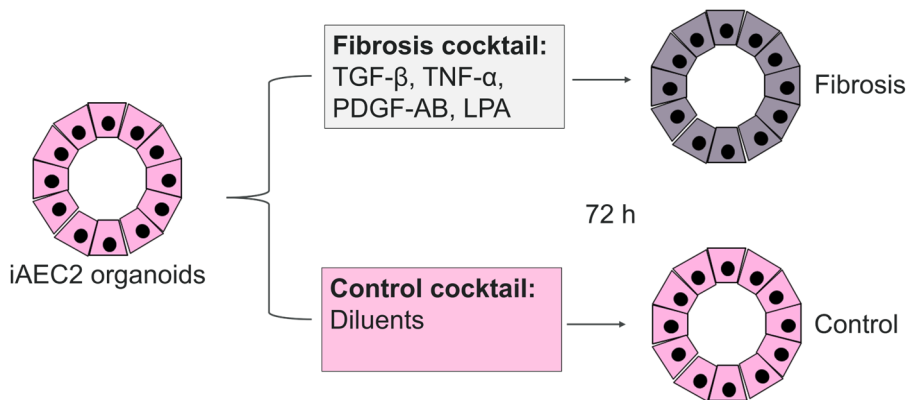 Fibrosis cocktail:
TGF-β, TNF-α,
PDGF-AB, LPA
Fibrosis
72 h
iAEC2 organoids
Control cocktail:
Diluents
Control